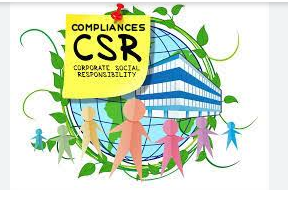 COMPLIANCES
CSR
CORPORATE SOCIAL
RESPONSIBILITY